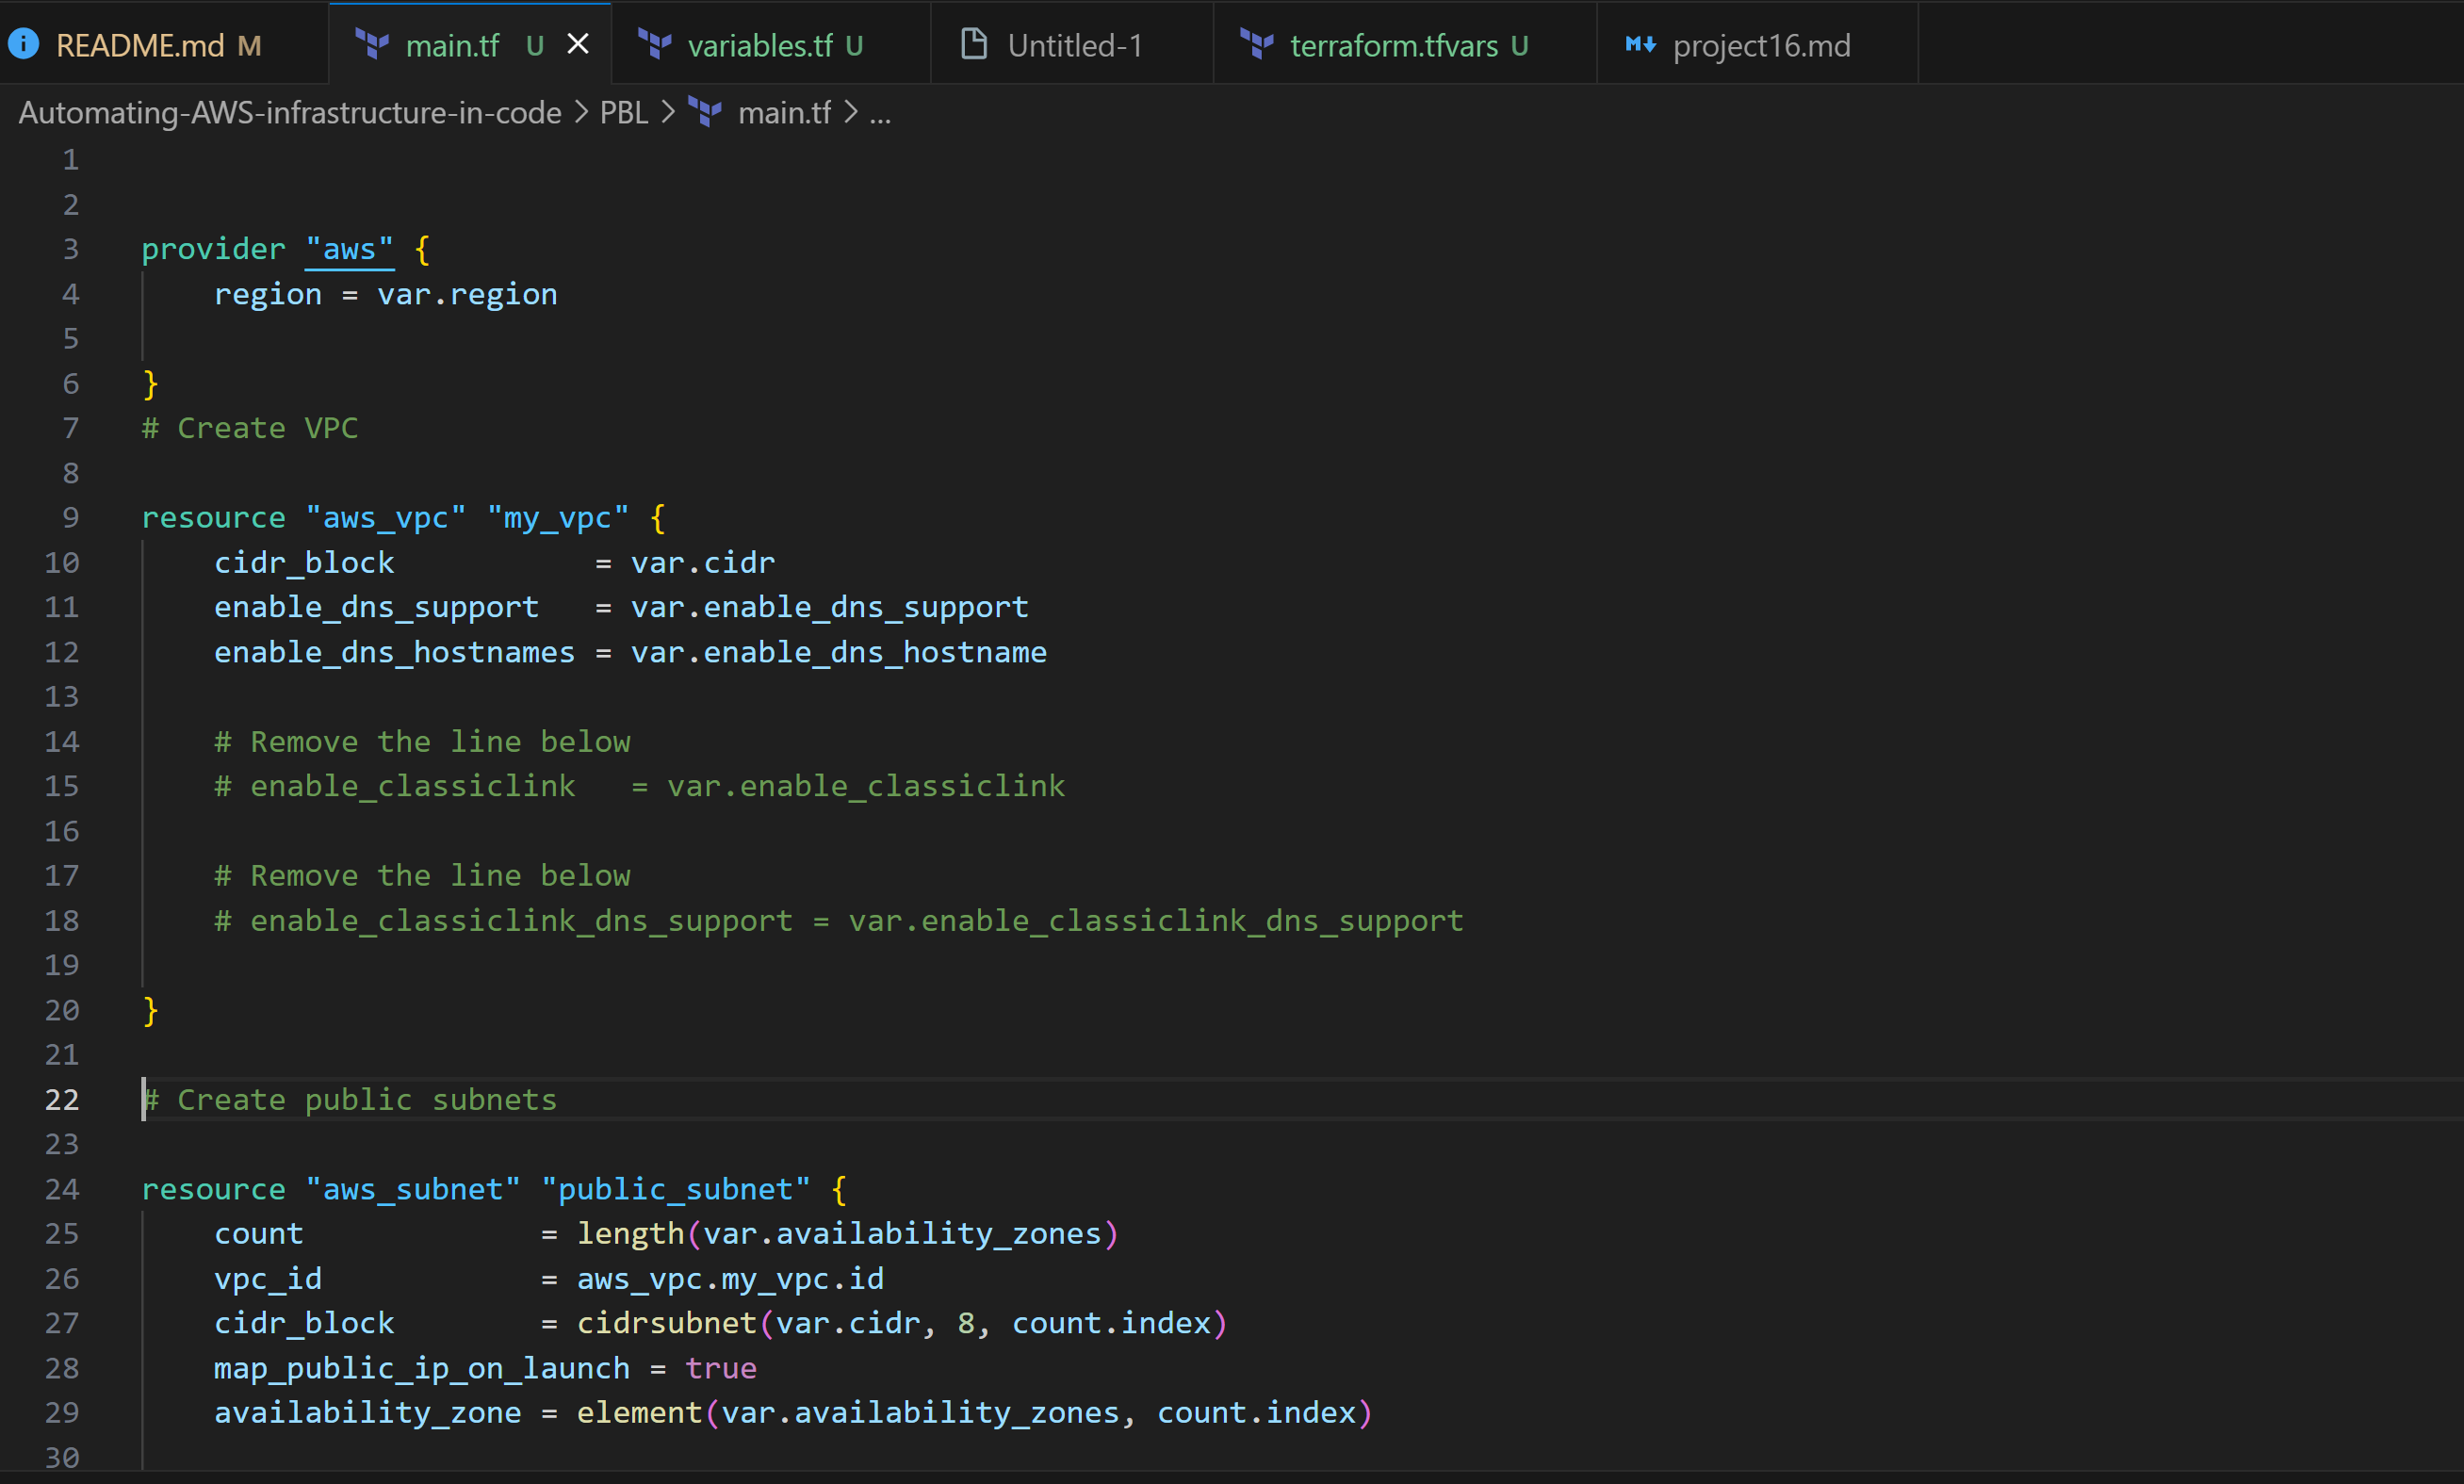 README.md M main.tf U variables.tf U Untitled-1 terraform.tfvars U project16.md
Automating-AWS-infrastructure-in-code > PBL > main.tf > ...
1
2
3 provider "aws" {
4 region = var.region
5
6 }
7 # Create VPC
8
9 resource "aws_vpc" "my_vpc" {
10 cidr_block = var.cidr
11 enable_dns_support = var.enable_dns_support
12 enable_dns_hostnames = var.enable_dns_hostname
13
14 # Remove the line below
15 # enable_classiclink = var.enable_classiclink
16
17 # Remove the line below
18 # enable_classiclink_dns_support = var.enable_classiclink_dns_support
19
20 }
21
22 # Create public subnets
23
24 resource "aws_subnet" "public_subnet" {
25 count = length(var.availability_zones)
26 vpc_id = aws_vpc.my_vpc.id
27 cidr_block = cidrsubnet(var.cidr, 8, count.index)
28 map_public_ip_on_launch = true
29 availability_zone = element(var.availability_zones, count.index)
30